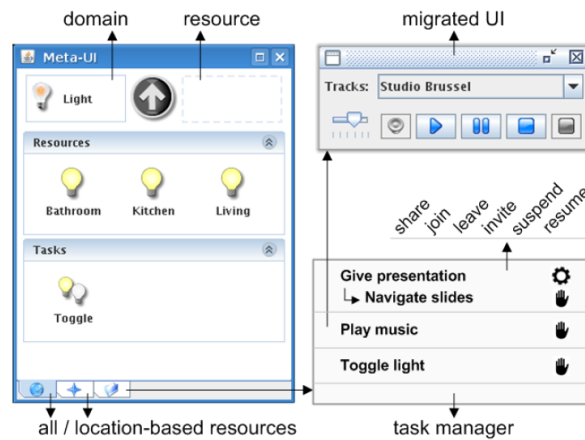 domain
resource
migrated UI
Meta-UI
Light
Tracks:
Studio Brussel
Resources
Bathroom
Kitchen
Living
share
join
leave
invite
suspend
resume
Tasks
Toggle
Give presentation
Navigate slides
Play music
Toggle light
all / location-based resources
task manager